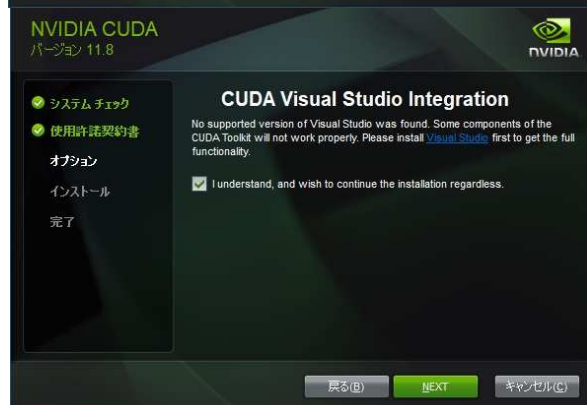 NVIDIA CUDA
バージョン 11.8
NVIDIA
システム チェック
使用許諾契約書
オプション
インストール
完了
CUDA Visual Studio Integration
No supported version of Visual Studio was found. Some components of the
CUDA Toolkit will not work properly. Please install Visual Studio first to get the full
functionality.
I understand, and wish to continue the installation regardless.
戻る(B)
NEXT
キャンセル(C)